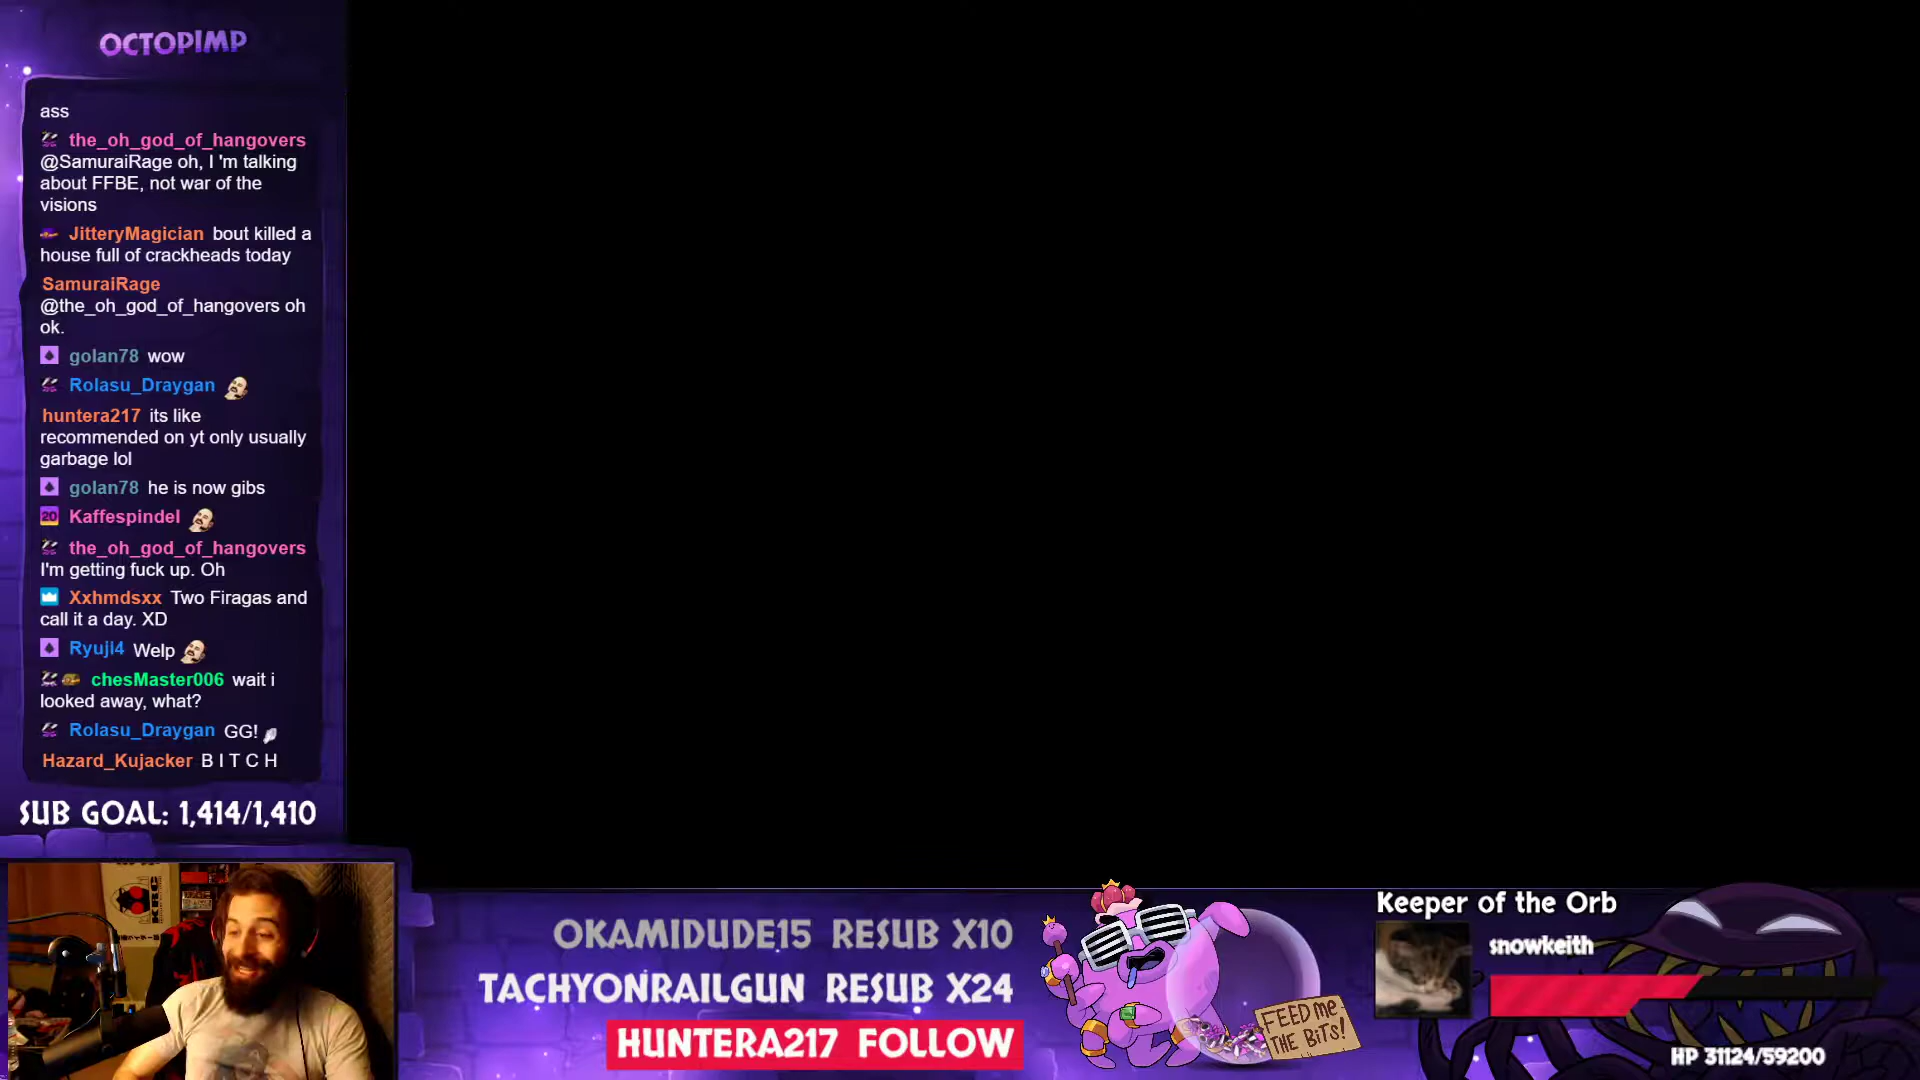 OCTOPIMP
ass
the_oh_god_of_hangovers
@SamuraiRage oh, I 'm talking
about FFBE, not war of the
visions
JitteryMagician bout killed a
house full of crackheads today
SamuraiRage
@the_oh_god_of_hangovers oh
ok.
golan78 wow
Rolasu_Draygan
huntera217 its like
recommended on yt only usually
garbage lol
golan78 he is now gibs
20 Kaffespindel
the_oh_god_of_hangovers
I'm getting fuck up. Oh
Xxhmdsxx Two Firagas and
call it a day. XD
Ryuji4 Welp
chesMaster006 wait i
looked away, what?
Rolasu_Draygan GG!
Hazard_Kujacker B I T C H
SUB GOAL: 1,414/1,410
OKAMIDUDE15 RESUB X10
TACHYONRAILGUN RESUB X24
HUNTERA217 FOLLOW
FEED ME
THE BITS!
Keeper of the Orb
snowkeith
HP 31124/59200